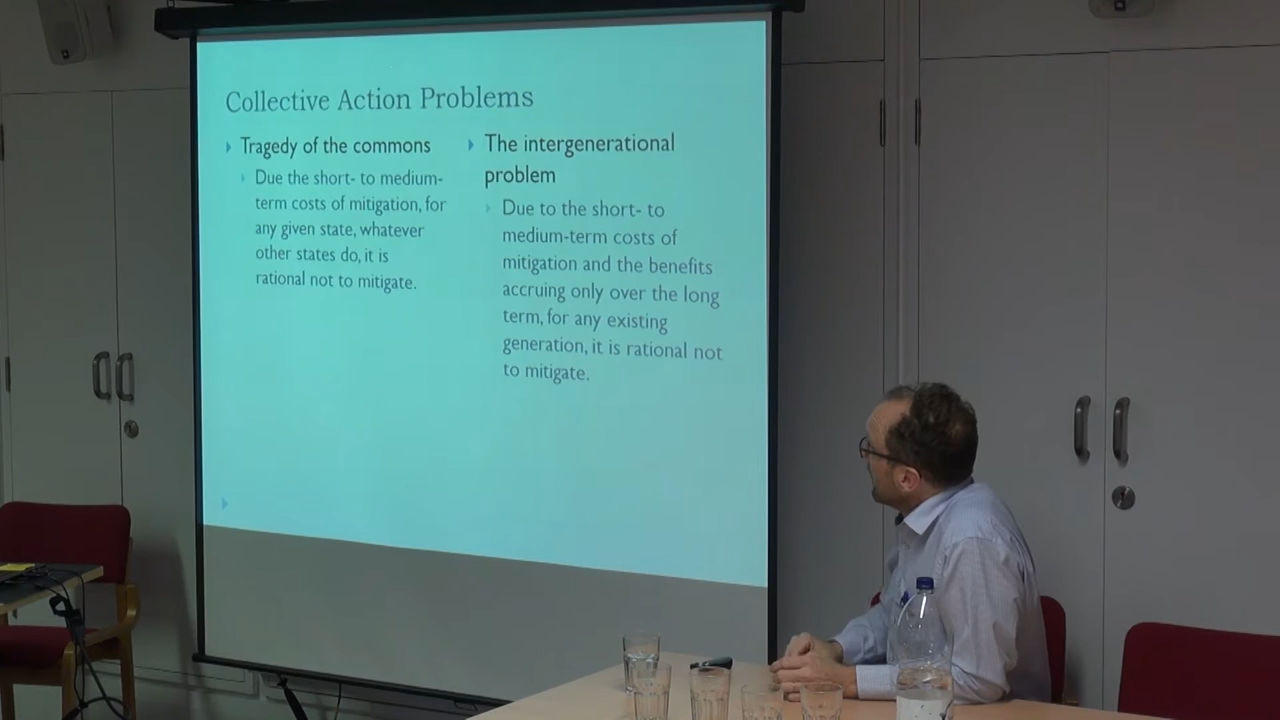 Collective Action Problems
Tragedy of the commons
Due the short- to medium-
term costs of mitigation, for
any given state, whatever
other states do, it is
rational not to mitigate.
The intergenerational
problem
Due to the short- to
medium-term costs of
mitigation and the benefits
accruing only over the long
term, for any existing
generation, it is rational not
to mitigate.